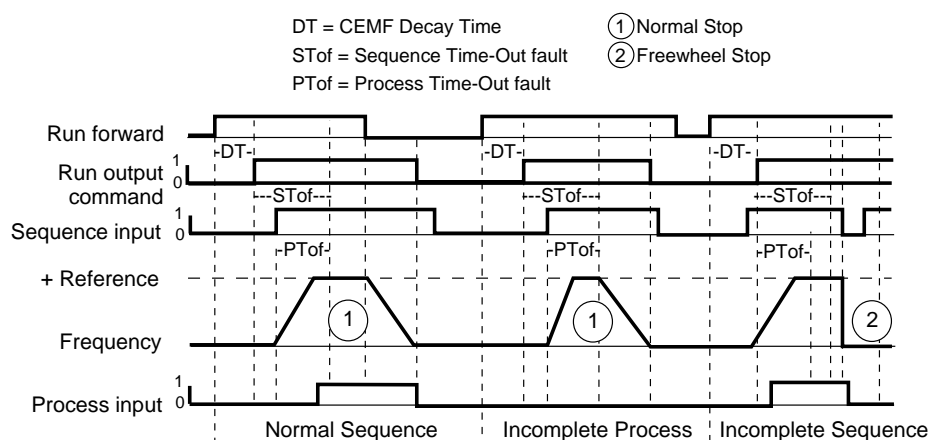 DT = CEMF Decay Time
1 Normal Stop
STof = Sequence Time-Out fault
2 Freewheel Stop
PTof = Process Time-Out fault
Run forward
-DT-
-DT-
-DT-
Run output command
1
0
---STof---
---STof---
---STof---
Sequence input
1
0
-PTof-
-PTof-
-PTof-
+ Reference
1
1
2
Frequency
Process input
1
0
Normal Sequence
Incomplete Process
Incomplete Sequence